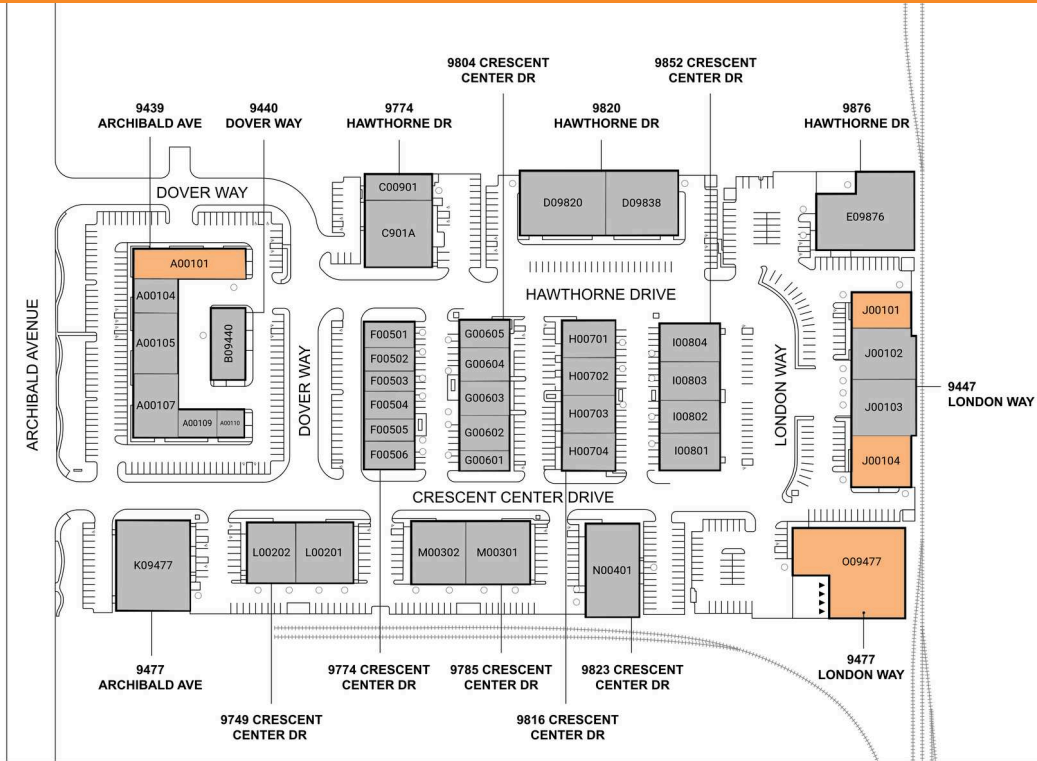 9804 CRESCENT
CENTER DR
9852 CRESCENT
CENTER DR
9439
ARCHIBALD AVE
9440
DOVER WAY
9774
HAWTHORNE DR
9820
HAWTHORNE DR
9876
HAWTHORNE DR
DOVER WAY
C00901
C901A
D09820
D09838
E09876
A00101
A00104
A00105
A00107
A00109
A00110
B09440
ARCHIBALD AVENUE
DOVER WAY
HAWTHORNE DRIVE
LONDON WAY
F00501
F00502
F00503
F00504
F00505
F00506
G00605
G00604
G00603
G00602
G00601
H00701
H00702
H00703
H00704
I00804
I00803
I00802
I00801
J00101
J00102
J00103
J00104
9447
LONDON WAY
CRESCENT CENTER DRIVE
K09477
L00202
L00201
M00302
M00301
N00401
O09477
9477
ARCHIBALD AVE
9774 CRESCENT
CENTER DR
9785 CRESCENT
CENTER DR
9823 CRESCENT
CENTER DR
9477
LONDON WAY
9749 CRESCENT
CENTER DR
9816 CRESCENT
CENTER DR